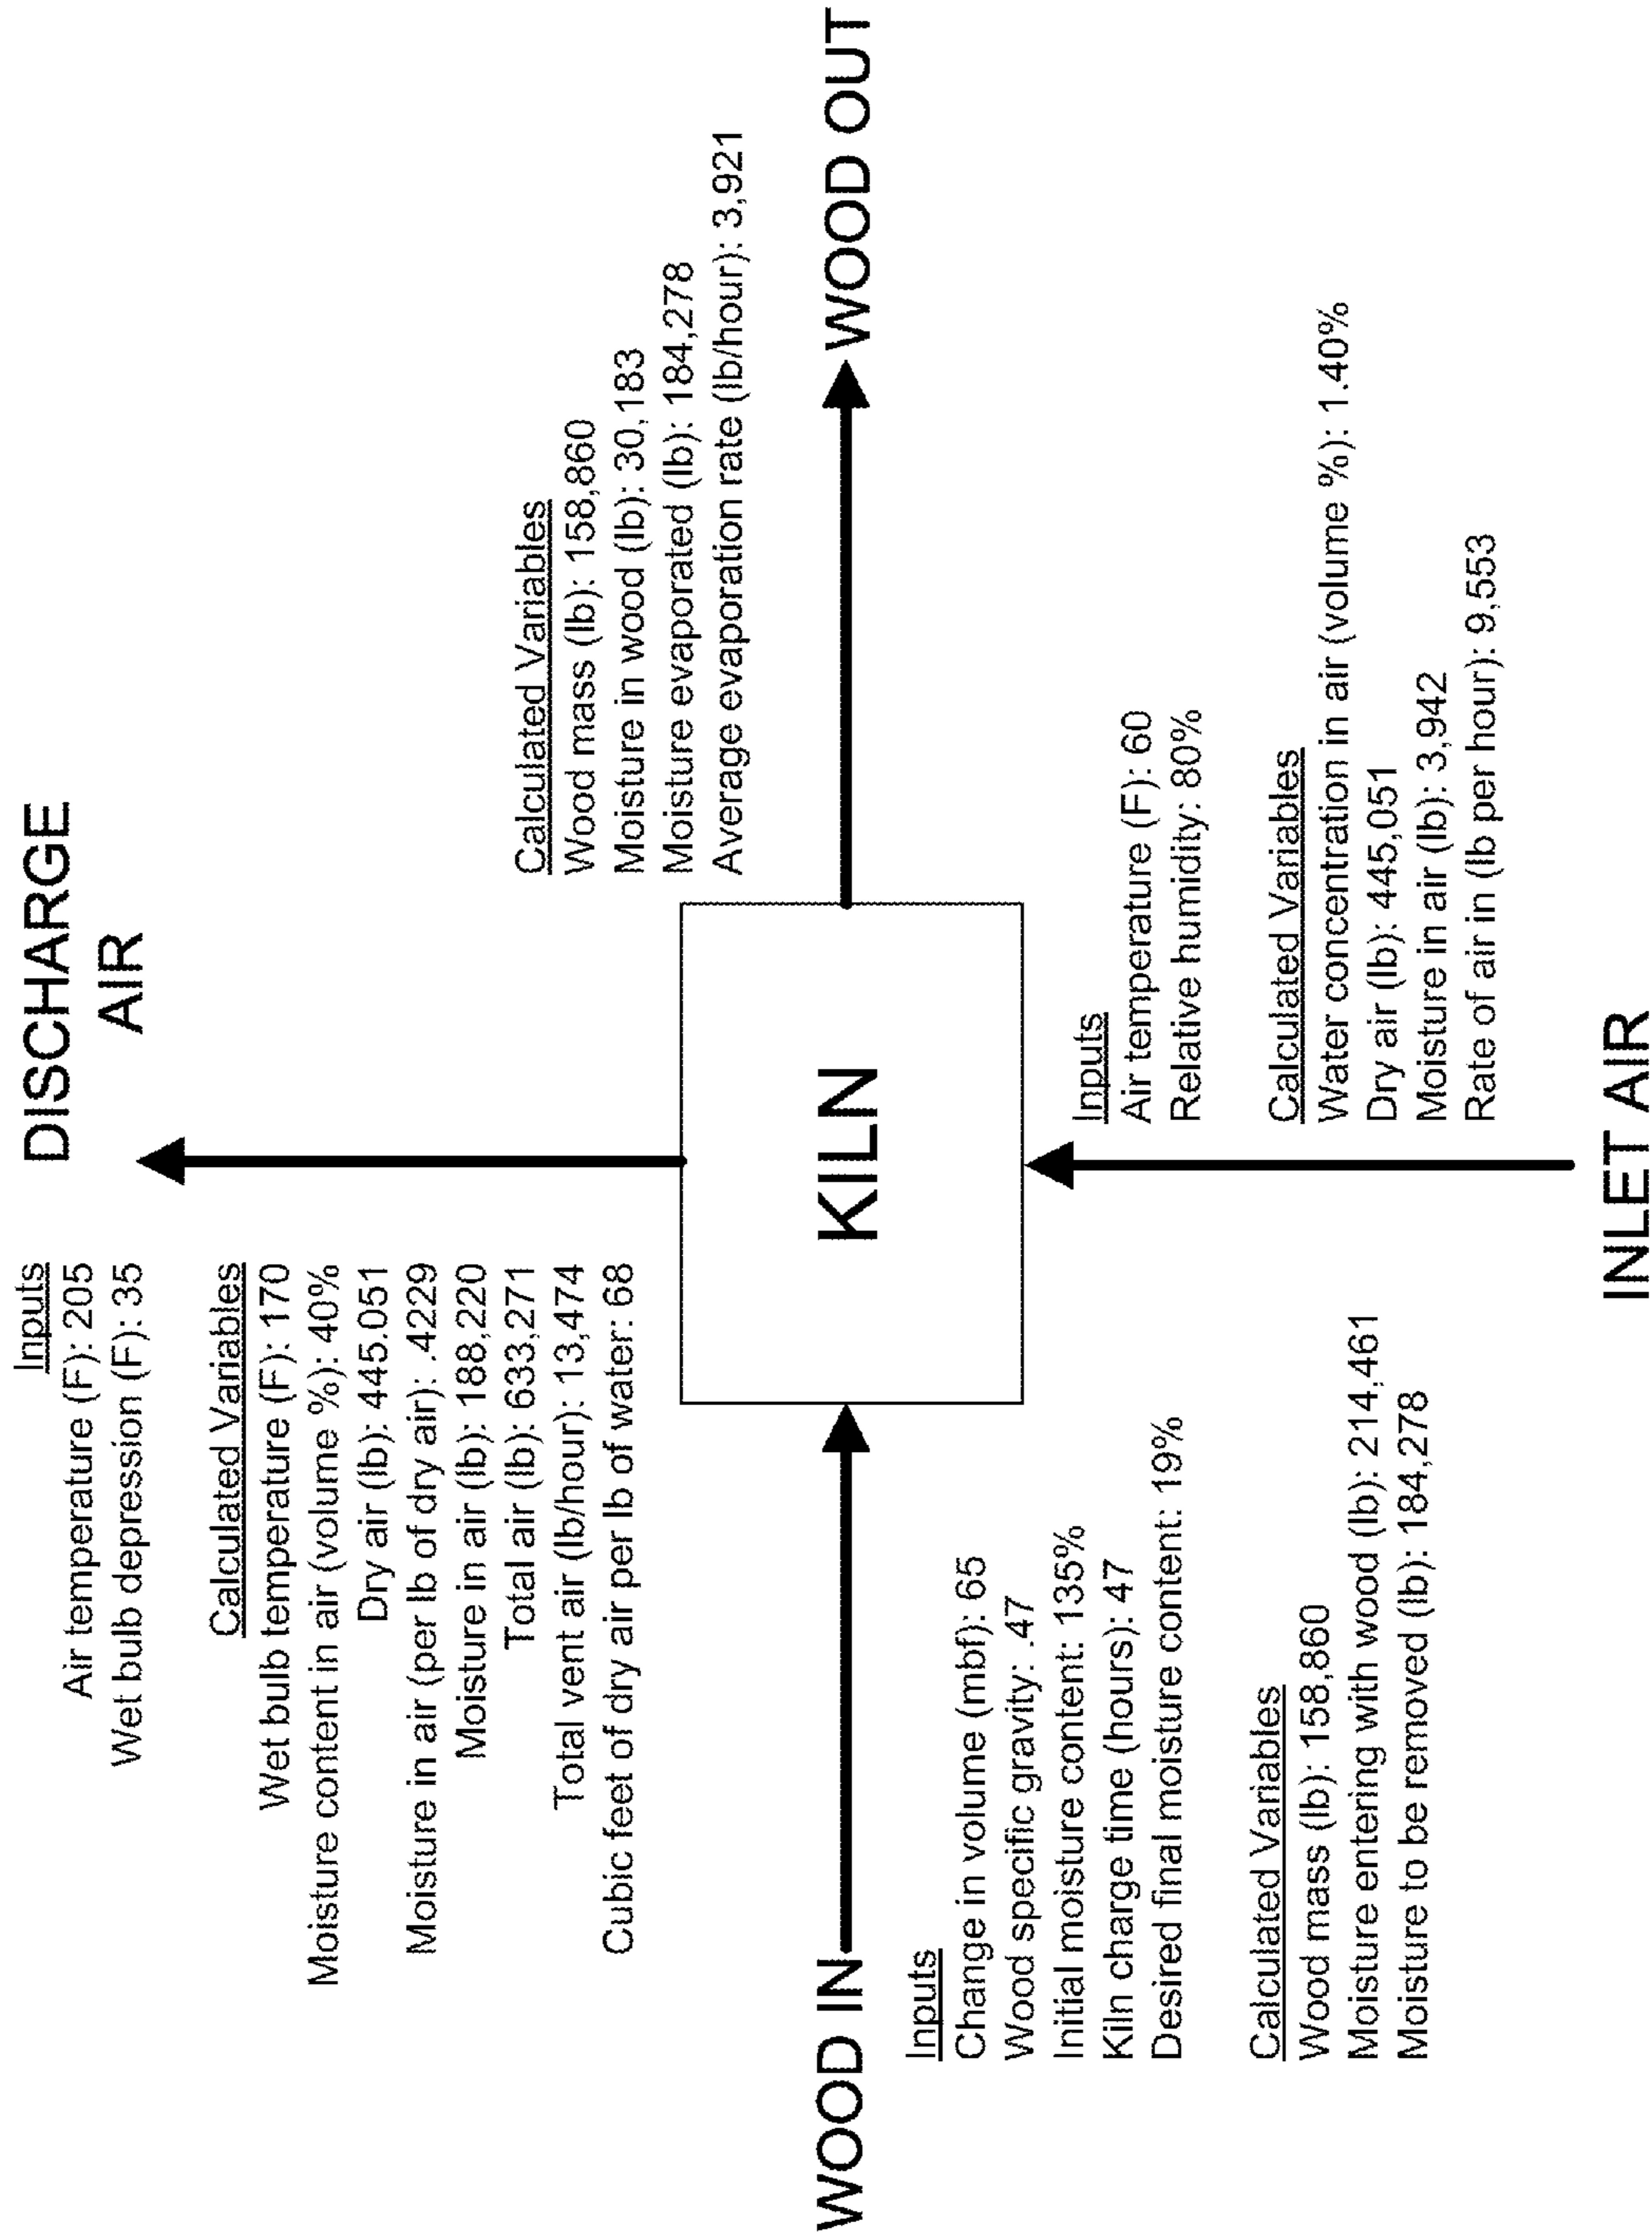 DISCHARGE
AIR
Inputs
Air temperature (F): 205
Wet bulb depression (F): 35
Calculated Variables
Wet bulb temperature (F): 170
Moisture content in air (volume %): 40%
Dry air (lb): 445.051
Moisture in air (per lb of dry air): .4229
Moisture in air (lb): 188,220
Total air (lb): 633,271
Total vent air (lb/hour): 13,474
Cubic feet of dry air per lb of water: 68
Calculated Variables
Wood mass (lb): 158,860
Moisture in wood (lb): 30,183
Moisture evaporated (lb): 184,278
Average evaporation rate (lb/hour): 3,921
WOOD IN
KILN
WOOD OUT
Inputs
Change in volume (mbf): 65
Wood specific gravity: .47
Initial moisture content: 135%
Kiln charge time (hours): 47
Desired final moisture content: 19%
Calculated Variables
Wood mass (lb): 158,860
Moisture entering with wood (lb): 214,461
Moisture to be removed (lb): 184,278
Inputs
Air temperature (F): 60
Relative humidity: 80%
Calculated Variables
Water concentration in air (volume %): 1.40%
Dry air (lb): 445,051
Moisture in air (lb): 3,942
Rate of air in (lb per hour): 9,553
INLET AIR